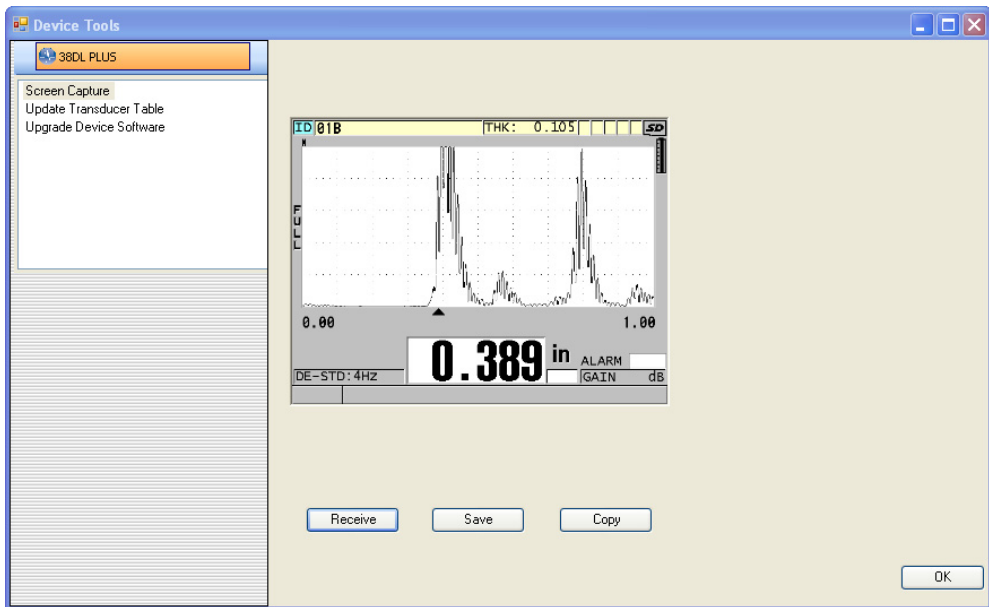 Device Tools
38DL PLUS
Screen Capture
Update Transducer Table
Upgrade Device Software
ID 01B THK: 0.105 SD
FULL
0.00 1.00
0.389 in
ALARM
DE-STD:4HZ GAIN dB
Receive Save Copy
OK